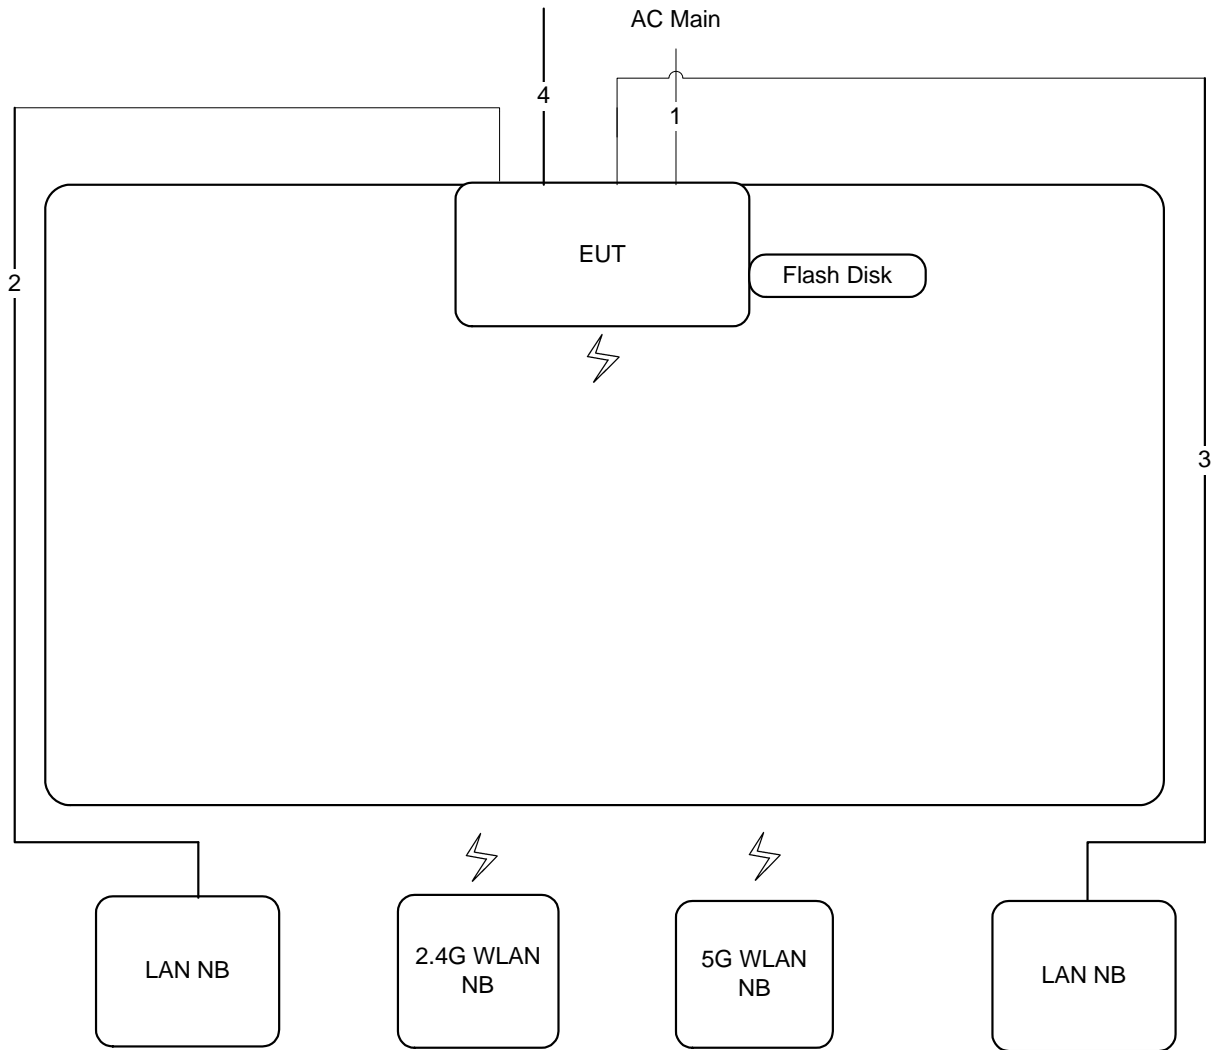 AC Main
4
1
EUT
Flash Disk
2
3
LAN NB
2.4G WLAN
NB
5G WLAN
NB
LAN NB